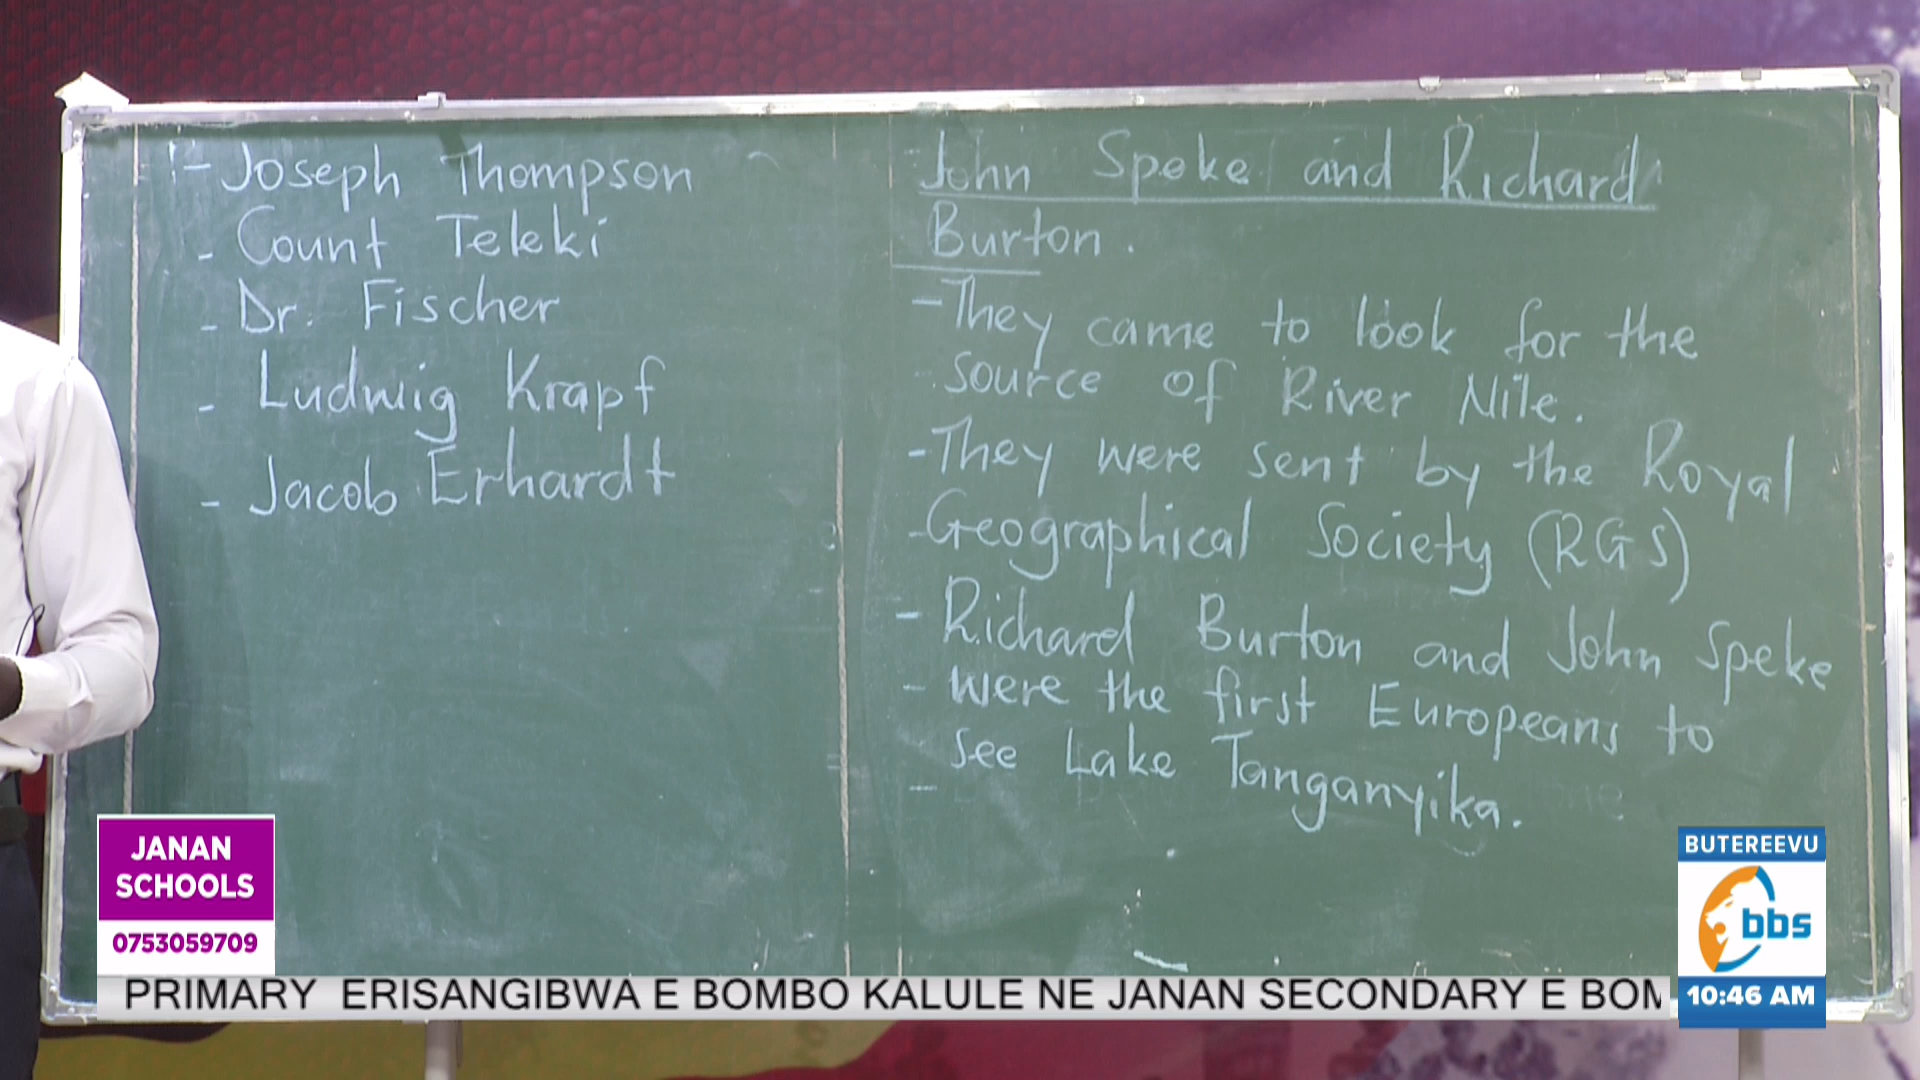 - Joseph Thompson
- Count Teleki
- Dr. Fischer
- Ludwig Krapf
- Jacob Erhardt
John Speke and Richard
Burton.
- They came to look for the
source of River Nile.
- They were sent by the Royal
- Geographical Society (RGS)
- Richard Burton and John Speke
- were the first Europeans to
see Lake Tanganyika.
-
JANAN
SCHOOLS
0753059709
BUTEREEVU
bbs
10:46 AM
PRIMARY ERISANGIBWA E BOMBO KALULE NE JANAN SECONDARY E BOM